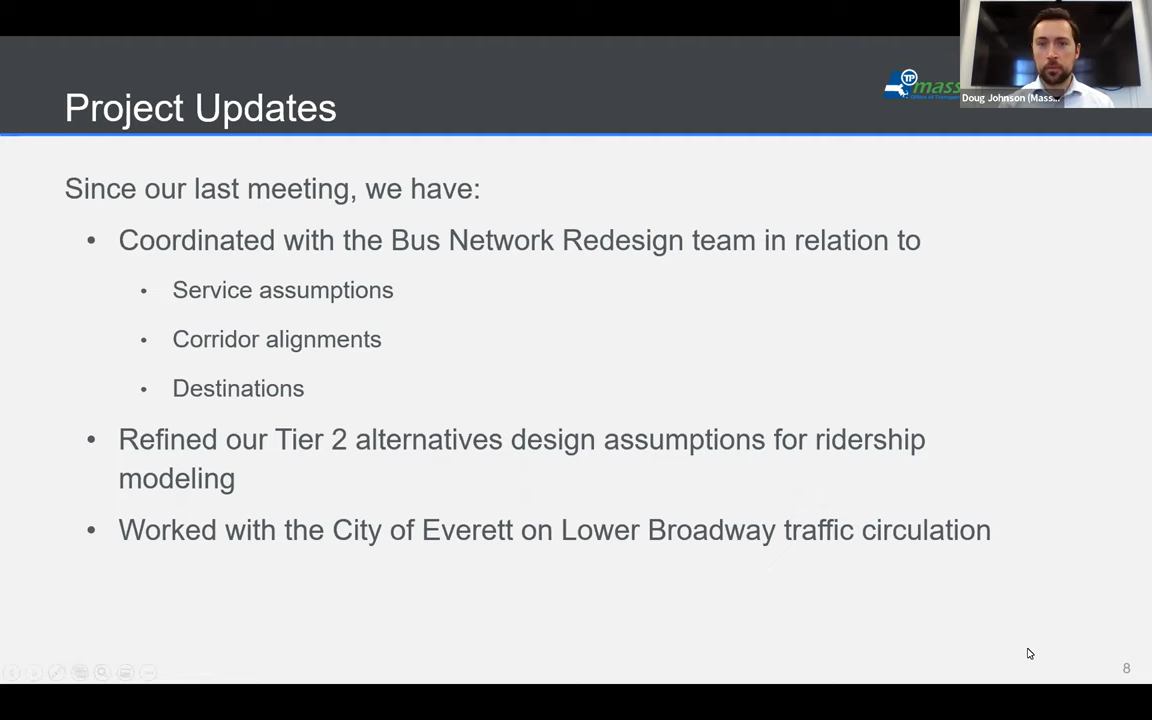 Project Updates
TP
mass
Doug Johnson (Mass...
Since our last meeting, we have:
• Coordinated with the Bus Network Redesign team in relation to
• Service assumptions
• Corridor alignments
• Destinations
• Refined our Tier 2 alternatives design assumptions for ridership
modeling
• Worked with the City of Everett on Lower Broadway traffic circulation
8